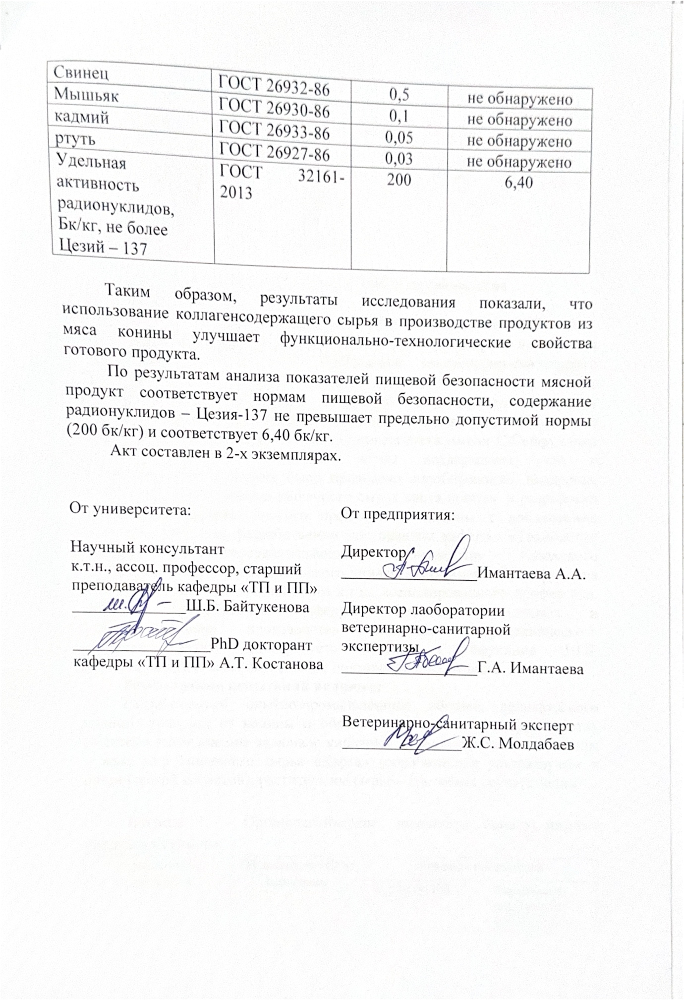 Свинец ГОСТ 26932-86 0,5 не обнаружено
Мышьяк ГОСТ 26930-86 0,1 не обнаружено
кадмий ГОСТ 26933-86 0,05 не обнаружено
ртуть ГОСТ 26927-86 0,03 не обнаружено
Удельная ГОСТ 32161- 200 6,40
активность 2013
радионуклидов,
Бк/кг, не более
Цезий – 137
Таким образом, результаты исследования показали, что
использование коллагенсодержащего сырья в производстве продуктов из
мяса конины улучшает функционально-технологические свойства
готового продукта.
По результатам анализа показателей пищевой безопасности мясной
продукт соответствует нормам пищевой безопасности, содержание
радионуклидов – Цезия-137 не превышает предельно допустимой нормы
(200 бк/кг) и соответствует 6,40 бк/кг.
Акт составлен в 2-х экземплярах.
От университета:
Научный консультант
к.т.н., ассоц. профессор, старший
преподаватель кафедры «ТП и ПП»
Ш.Б. Байтукенова
PhD докторант
кафедры «ТП и ПП» А.Т. Костанова
От предприятия:
Директор
Имантаева А.А.
Директор лаоборатории
ветеринарно-санитарной
экспертизы
Г.А. Имантаева
Ветеринарно-санитарный эксперт
Ж.С. Молдабаев